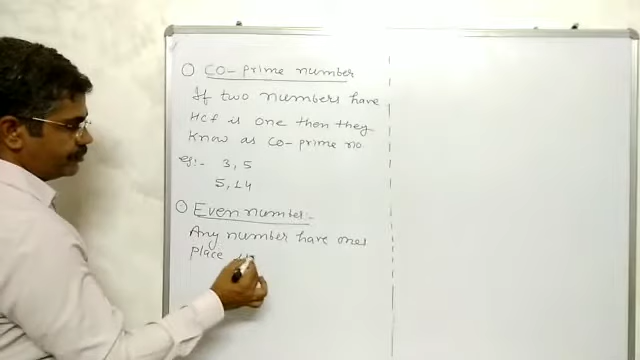 Co-prime number
If two numbers have
HCF is one then they
know as co-prime no.
eg:- 3, 5
5, 14
Even number:-
Any number have ones
place